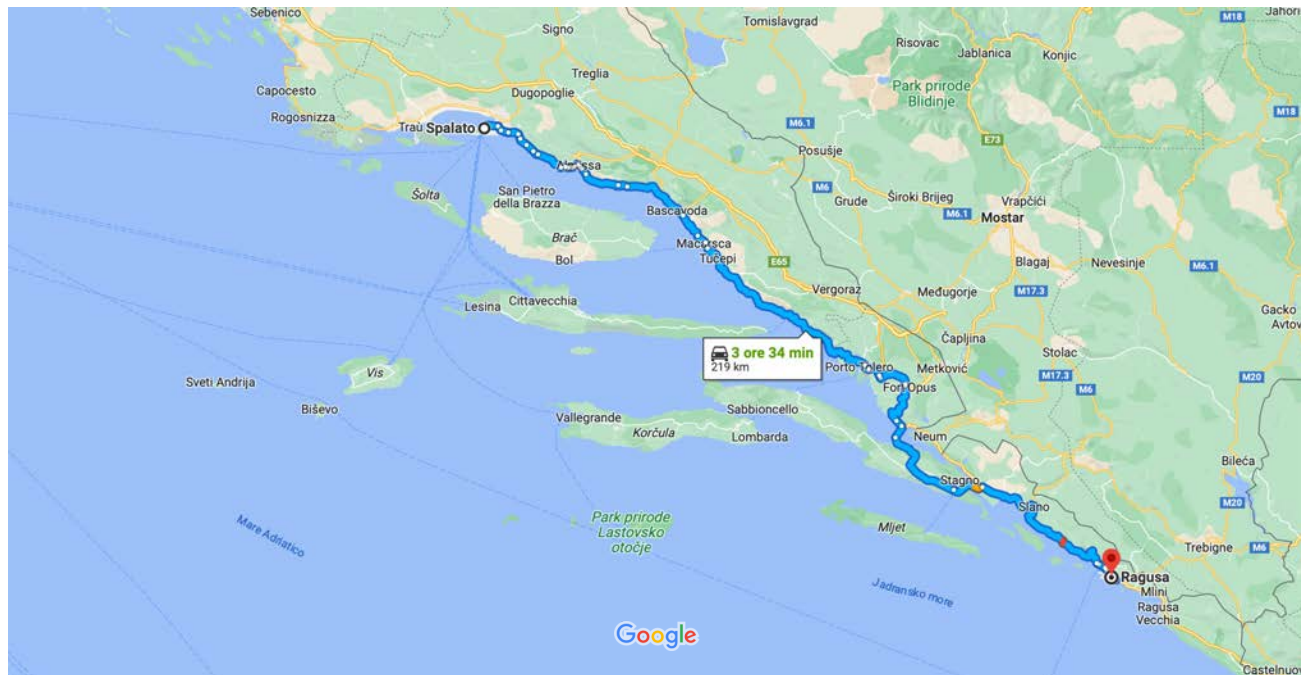 Jahori
M18
Sebenico
Tomislavgrad
Signo
Risovac
Jablanica
Konjic
Treglia
Park prirode
Blidinje
Capocesto
Dugopoglie
M18
Rogosnizza
Traù
Spalato
M6.1
E73
Posušje
M6
Široki Brijeg
Vrapčići
Šolta
San Pietro
della Brazza
Grude
M6.1
Mostar
Bascavoda
Brač
Macarsca
Tučepi
Bol
E65
Blagaj
Nevesinje
M6.1
Vergoraz
Međugorje
M17.3
Lesina
Cittavecchia
Gacko
Avtov
Čapljina
3 ore 34 min
219 km
Stolac
Vis
Metković
M17.3
M6
M20
Sveti Andrija
Fort Opus
Biševo
Sabbioncello
Vallegrande
Korčula
Lombarda
Neum
Bileća
Stagno
M20
Slano
Park prirode
Lastovsko
otočje
Mljet
Mare Adriatico
Trebigne
M6
Ragusa
Jadransko more
Mlini
Ragusa
Vecchia
Google
Castelnuov